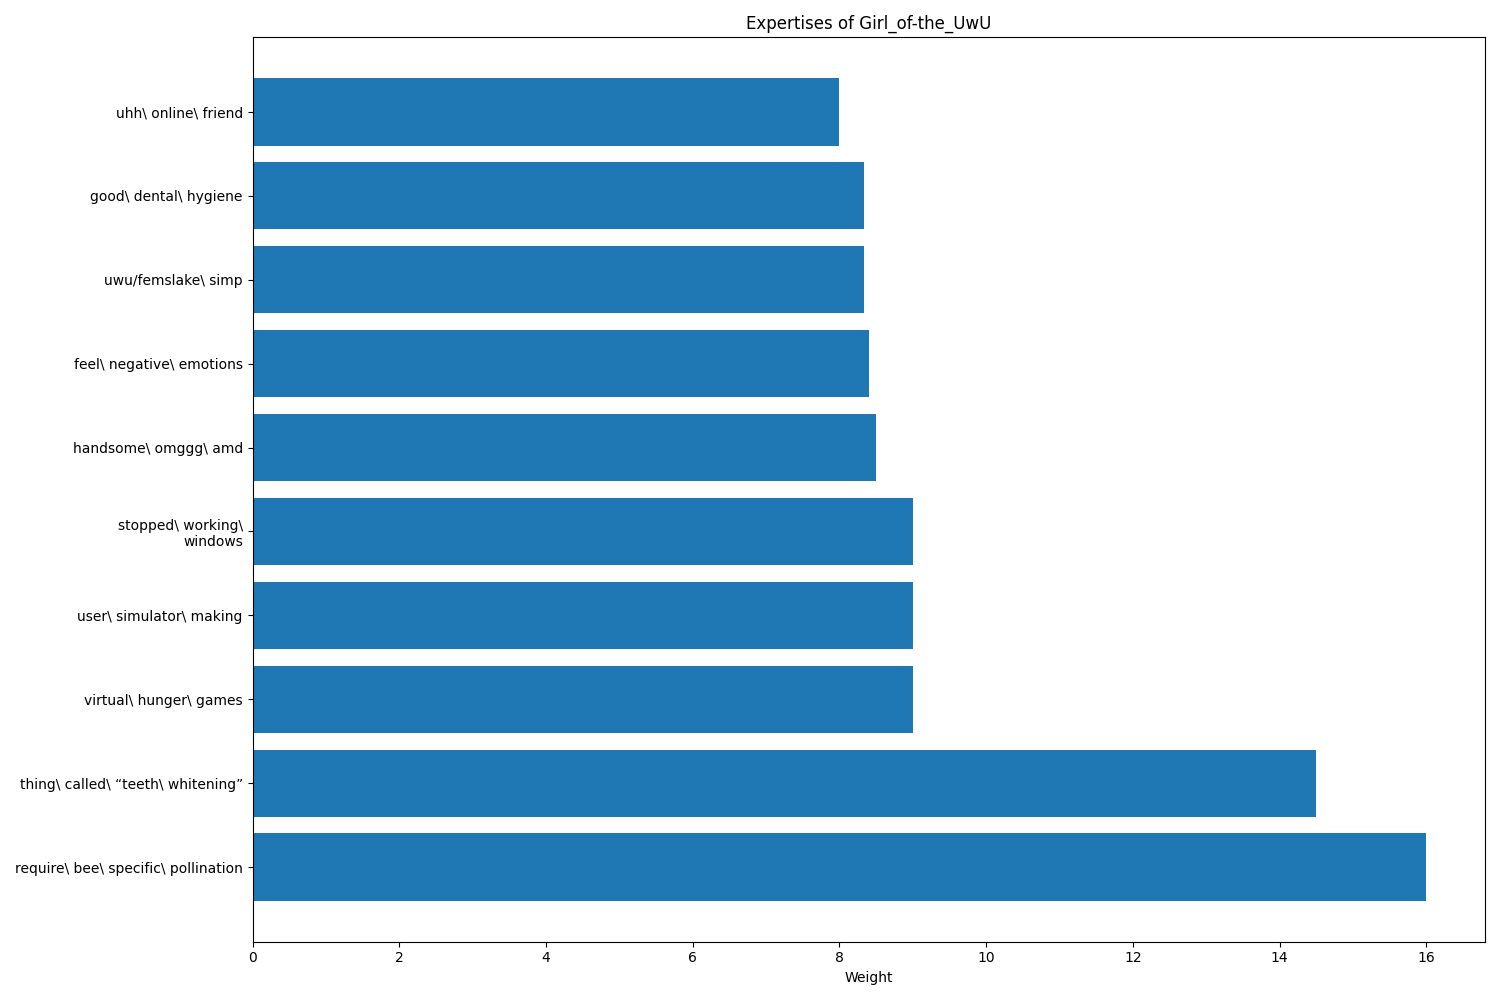 Expertises of Girl_of-the_UwU
uhh\ online\ friend
good\ dental\ hygiene
uwu/femslake\ simp
feel\ negative\ emotions
handsome\ omggg\ amd
stopped\ working\
windows
user\ simulator\ making
virtual\ hunger\ games
thing\ called\ “teeth\ whitening”
require\ bee\ specific\ pollination
0 2 4 6 8 10 12 14 16
Weight